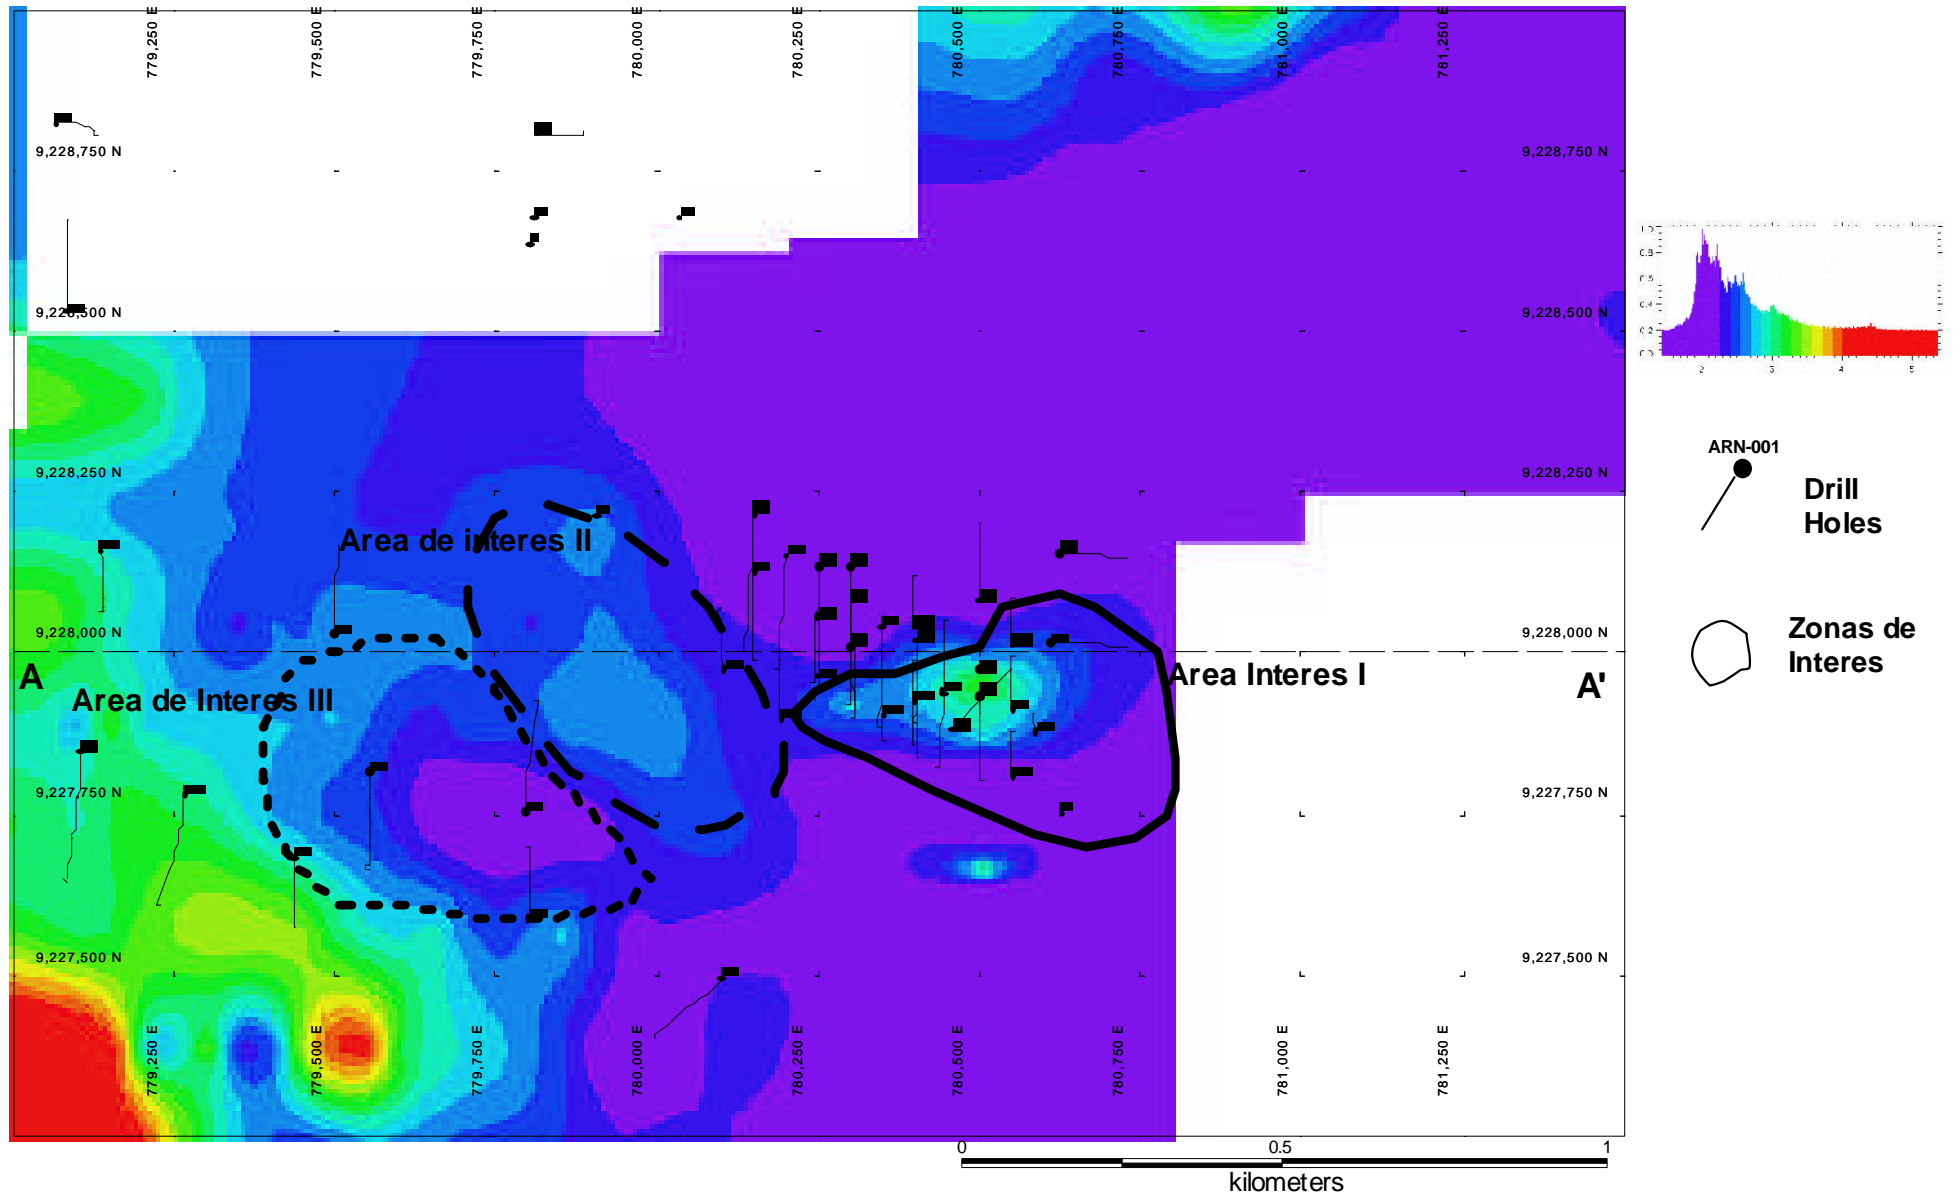 779,250 E
779,500 E
779,750 E
780,000 E
780,250 E
780,500 E
780,750 E
781,000 E
781,250 E
9,228,750 N
9,228,750 N
9,228,500 N
9,228,500 N
ARN-001
Drill
Holes
9,228,250 N
9,228,250 N
Area de interes II
9,228,000 N
9,228,000 N
Zonas de
Interes
A
Area de Interes III
Area Interes I
A'
9,227,750 N
9,227,750 N
9,227,500 N
9,227,500 N
779,250 E
779,500 E
779,750 E
780,000 E
780,250 E
780,500 E
780,750 E
781,000 E
781,250 E
0
0.5
1
kilometers